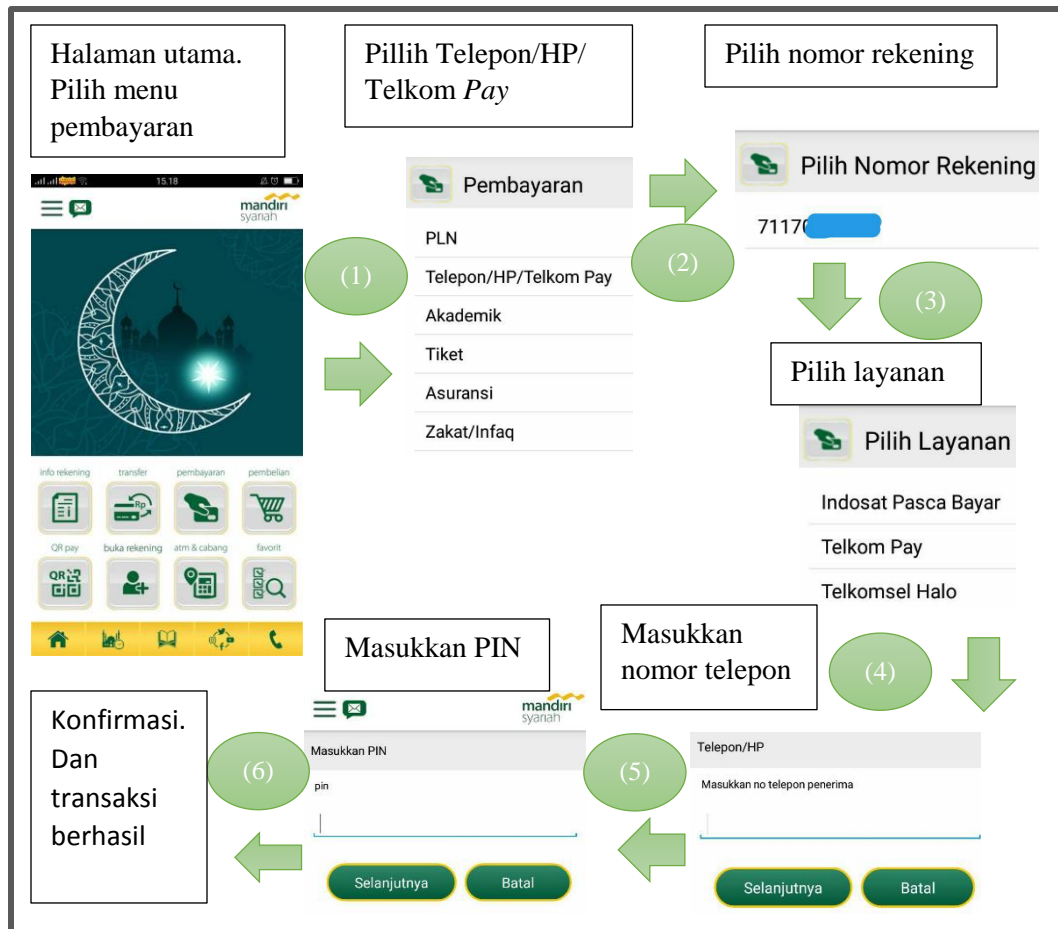 Halaman utama.
Pilih menu
pembayaran
Pillih Telepon/HP/
Telkom Pay
Pilih nomor rekening
15.18
mandiri
syariah
info rekening
transfer
pembayaran
pembelian
Rp
QR pay
buka rekening
atm & cabang
favorit
QR
(1)
Pembayaran
PLN
Telepon/HP/Telkom Pay
Akademik
Tiket
Asuransi
Zakat/Infaq
(2)
Pilih Nomor Rekening
7117
(3)
Pilih layanan
Pilih Layanan
Indosat Pasca Bayar
Telkom Pay
Telkomsel Halo
(4)
Masukkan
nomor telepon
Telepon/HP
Masukkan no telepon penerima
Selanjutnya
Batal
(5)
Masukkan PIN
mandiri
syariah
Masukkan PIN
pin
Selanjutnya
Batal
(6)
Konfirmasi.
Dan
transaksi
berhasil